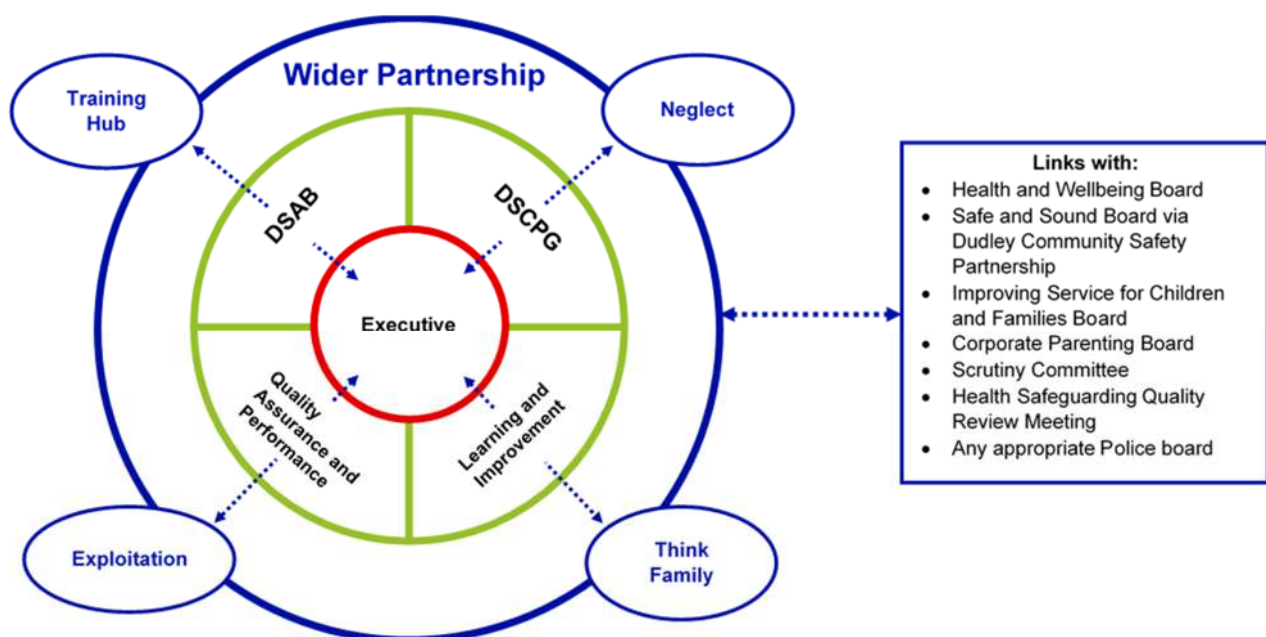 Wider Partnership
Training
Hub
Neglect
DSAB
DSCPG
Executive
Quality
Assurance and
Performance
Learning and
Improvement
Exploitation
Think
Family
Links with:
• Health and Wellbeing Board
• Safe and Sound Board via
Dudley Community Safety
Partnership
• Improving Service for Children
and Families Board
• Corporate Parenting Board
• Scrutiny Committee
• Health Safeguarding Quality
Review Meeting
• Any appropriate Police board